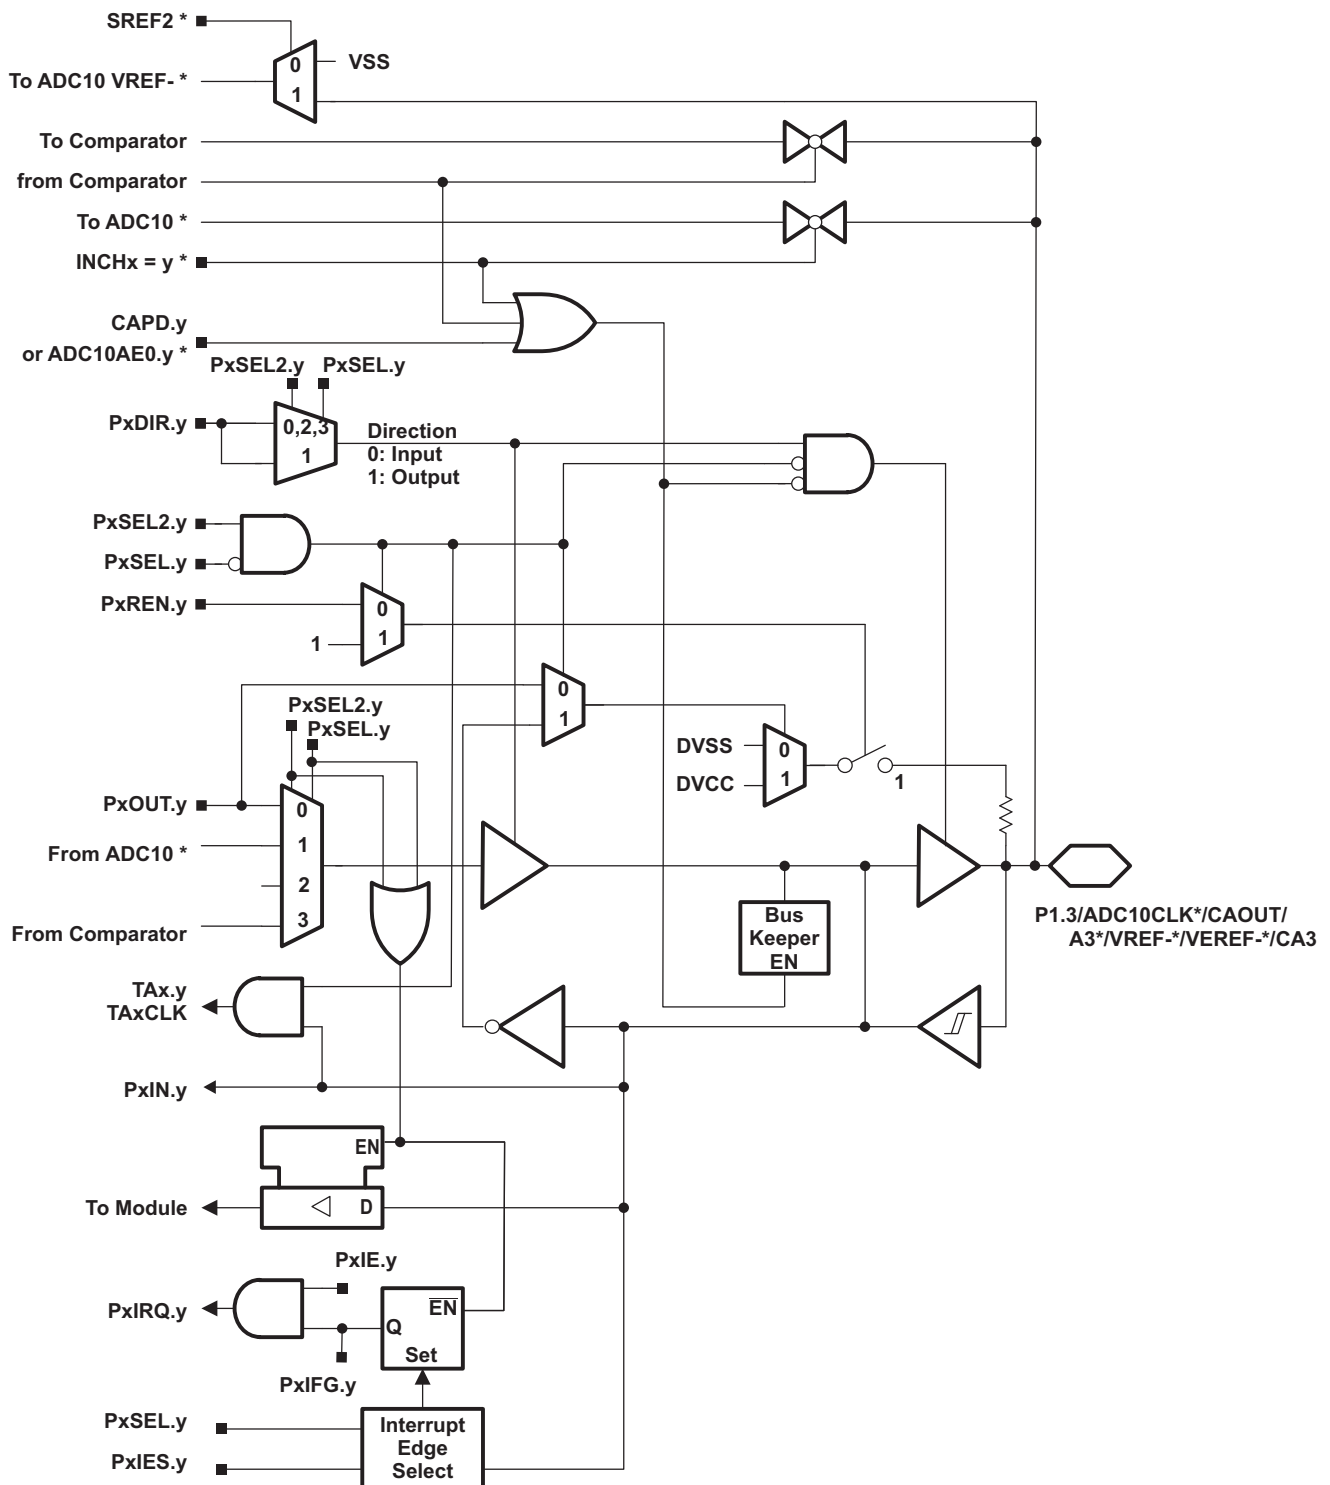 SREF2 *
0
VSS
To ADC10 VREF- *
1
To Comparator
from Comparator
To ADC10 *
INCHx = y *
CAPD.y
or ADC10AE0.y *
PxSEL2.y PxSEL.y
PxDIR.y
0,2,3
1
Direction
0: Input
1: Output
PxSEL2.y
PxSEL.y
PxREN.y
0
1
1
PxSEL2.y
PxSEL.y
0
1
DVSS
DVCC
0
1
1
PxOUT.y
0
From ADC10 *
1
2
From Comparator
3
Bus
Keeper
EN
P1.3/ADC10CLK*/CAOUT/
A3*/VREF-*/VEREF-*/CA3
TAx.y
TAxCLK
PxIN.y
EN
To Module
D
PxIE.y
PxIRQ.y
EN
Q
Set
PxIFG.y
PxSEL.y
PxIES.y
Interrupt
Edge
Select